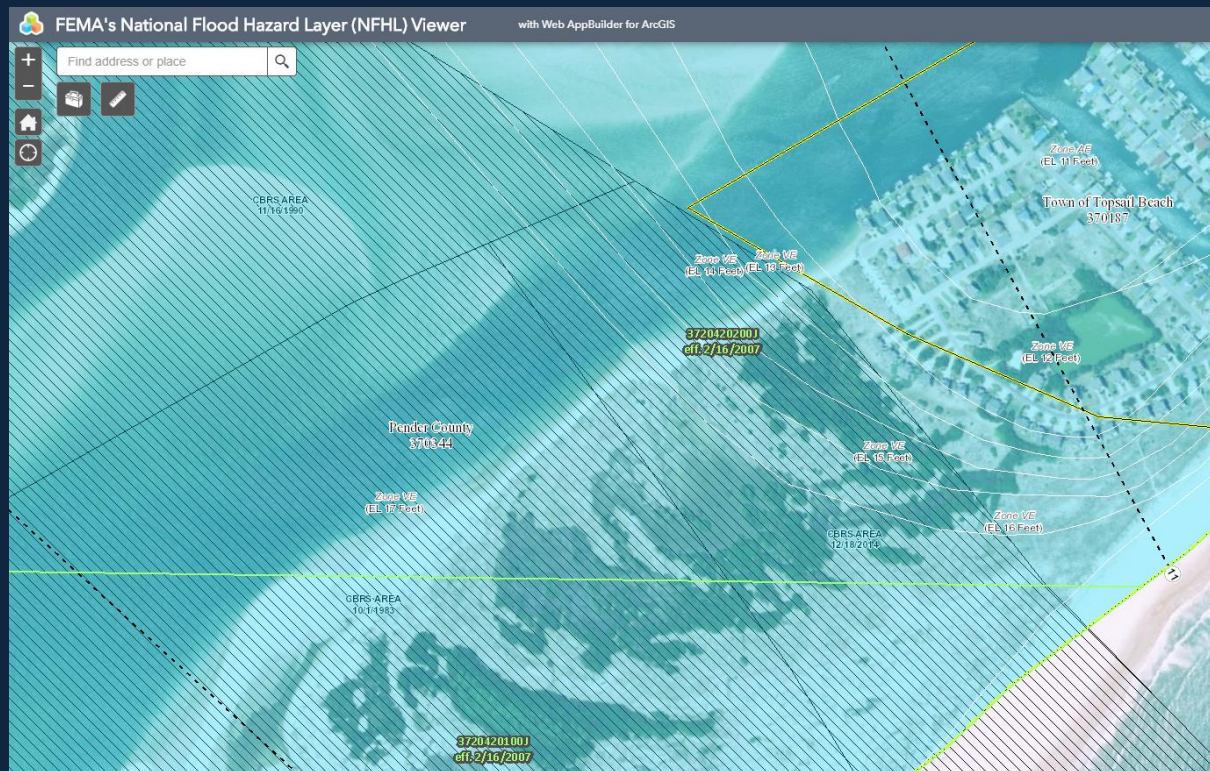 FEMA's National Flood Hazard Layer (NFHL) Viewer
with Web AppBuilder for ArcGIS
+
Find address or place
−
Zone AE
(EL 11 Feet)
CBRS AREA
11/16/1990
Town of Topsail Beach
370187
Zone VE
(EL 14 Feet)
Zone VE
(EL 13 Feet)
3720420200J
eff. 2/16/2007
Zone VE
(EL 12 Feet)
Pender County
370344
Zone VE
(EL 15 Feet)
Zone VE
(EL 17 Feet)
Zone VE
(EL 16 Feet)
CBRS AREA
12/18/2014
11
CBRS AREA
10/1/1983
3720420100J
eff. 2/16/2007